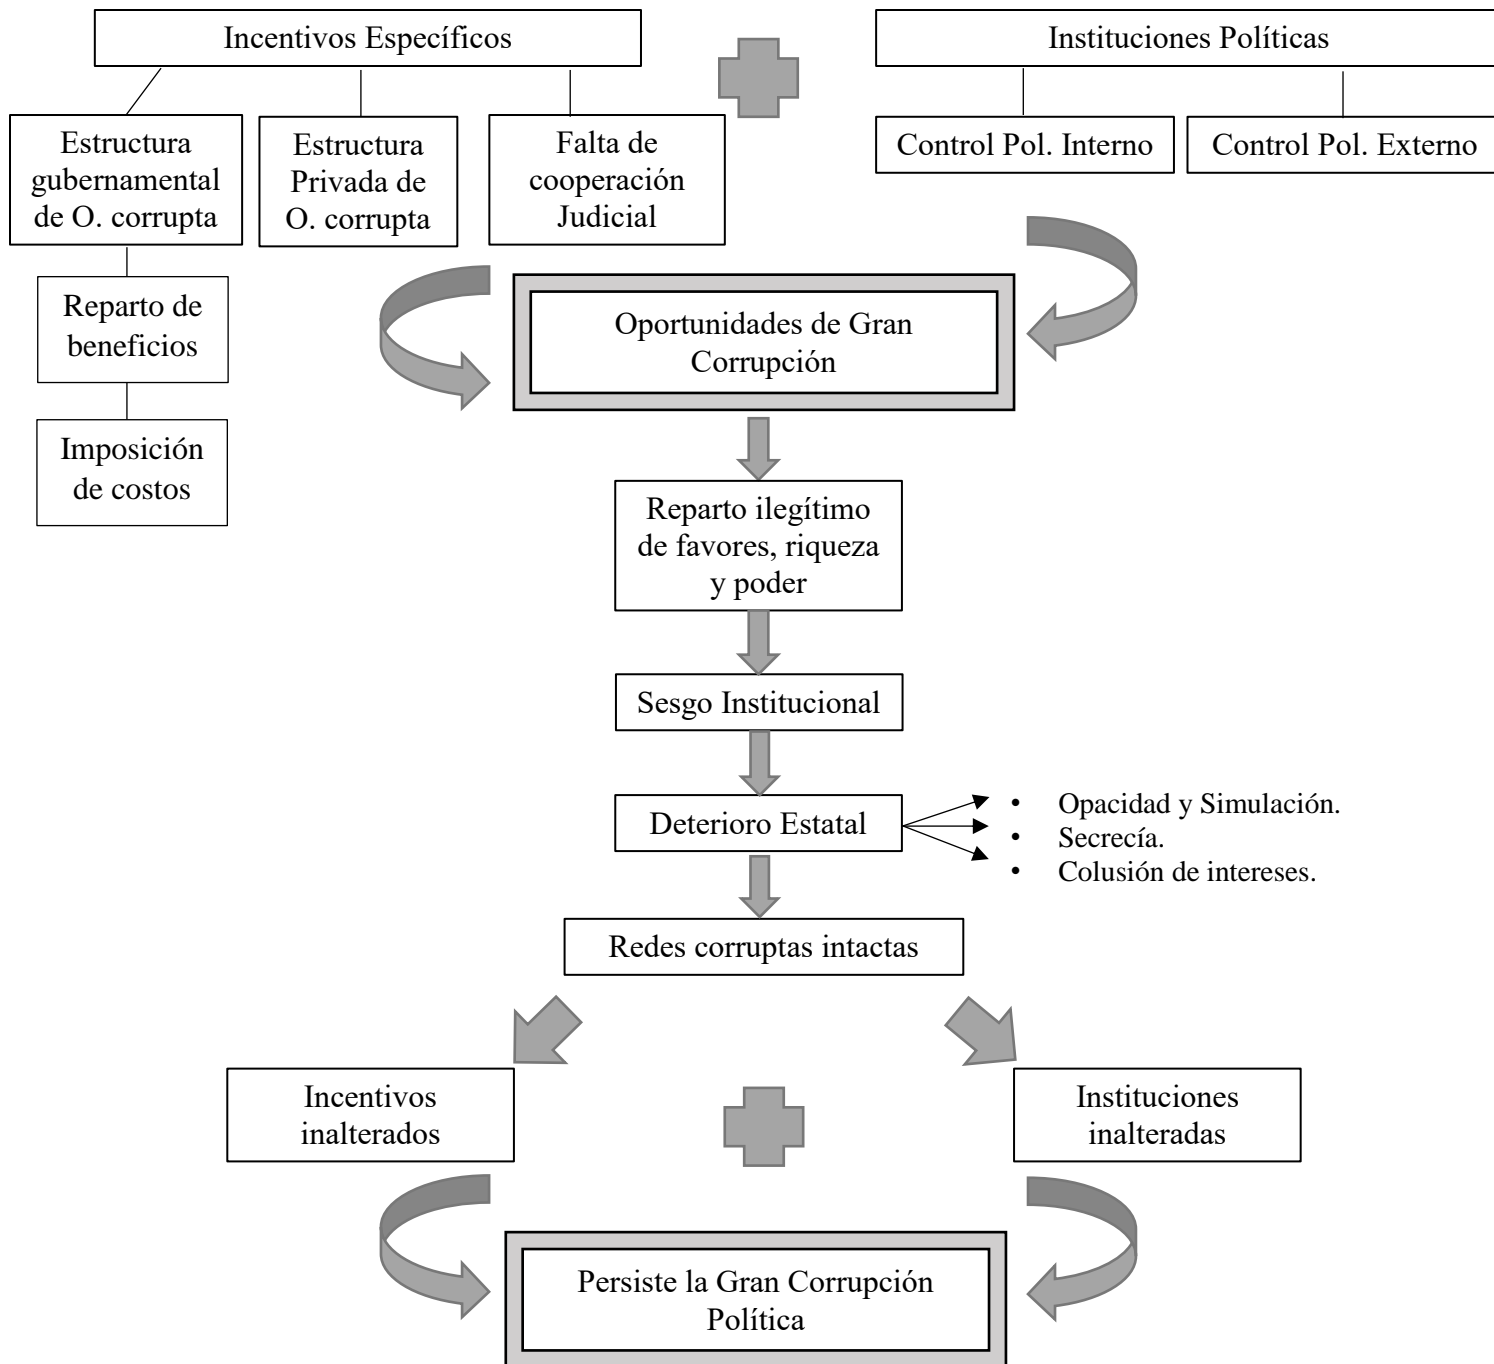 Incentivos Específicos
Instituciones Políticas
Estructura
gubernamental
de O. corrupta
Estructura
Privada de
O. corrupta
Falta de
cooperación
Judicial
Control Pol. Interno
Control Pol. Externo
Reparto de
beneficios
Imposición
de costos
Oportunidades de Gran
Corrupción
Reparto ilegítimo
de favores, riqueza
y poder
Sesgo Institucional
Deterioro Estatal
• Opacidad y Simulación.
• Secrecía.
• Colusión de intereses.
Redes corruptas intactas
Incentivos
inalterados
Instituciones
inalteradas
Persiste la Gran Corrupción
Política